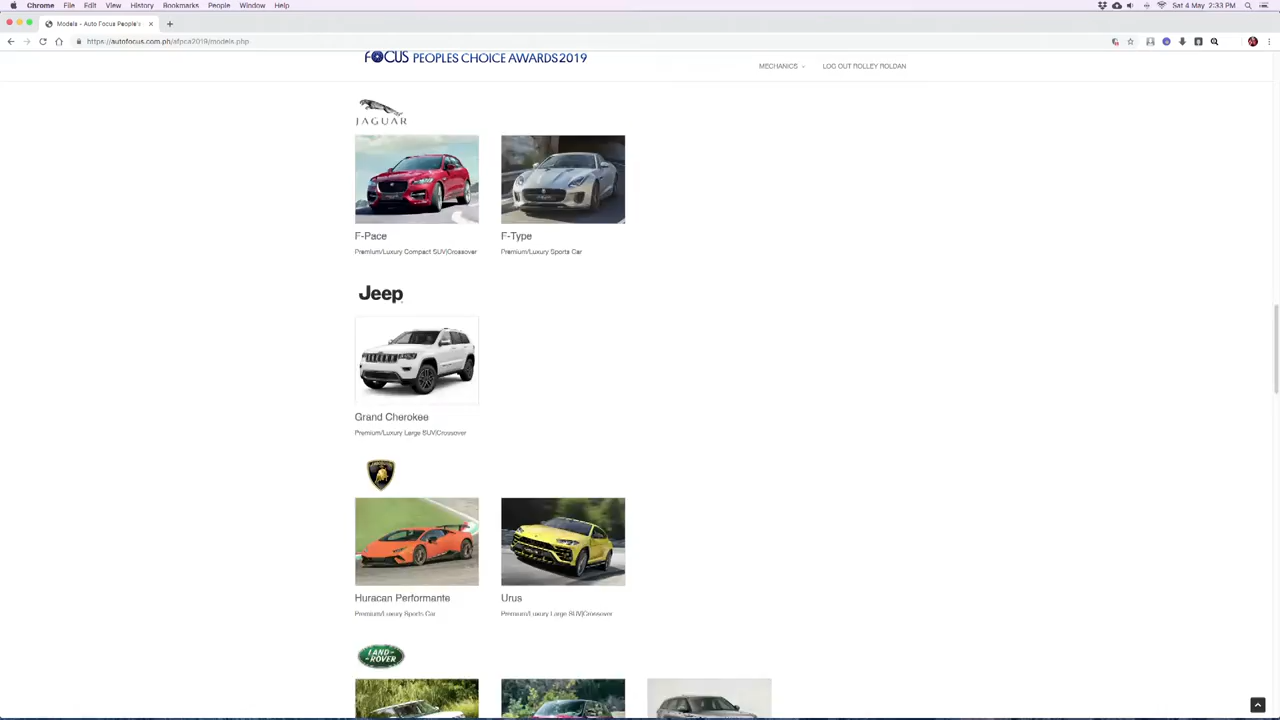 Chrome File Edit View History Bookmarks People Window Help
Sat 4 May 2:33 PM
Models - Auto Focus People's
https://autofocus.com.ph/afpca2019/models.php
FOCUS PEOPLES CHOICE AWARDS 2019
MECHANICS
LOG OUT ROLLEY ROLDAN
JAGUAR
F-Pace
F-Type
Premium/Luxury Compact SUV|Crossover
Premium/Luxury Sports Car
Jeep
Grand Cherokee
Premium/Luxury Large SUV|Crossover
Huracan Performante
Urus
Premium/Luxury Sports Car
Premium/Luxury Large SUV|Crossover
LAND-
ROVER